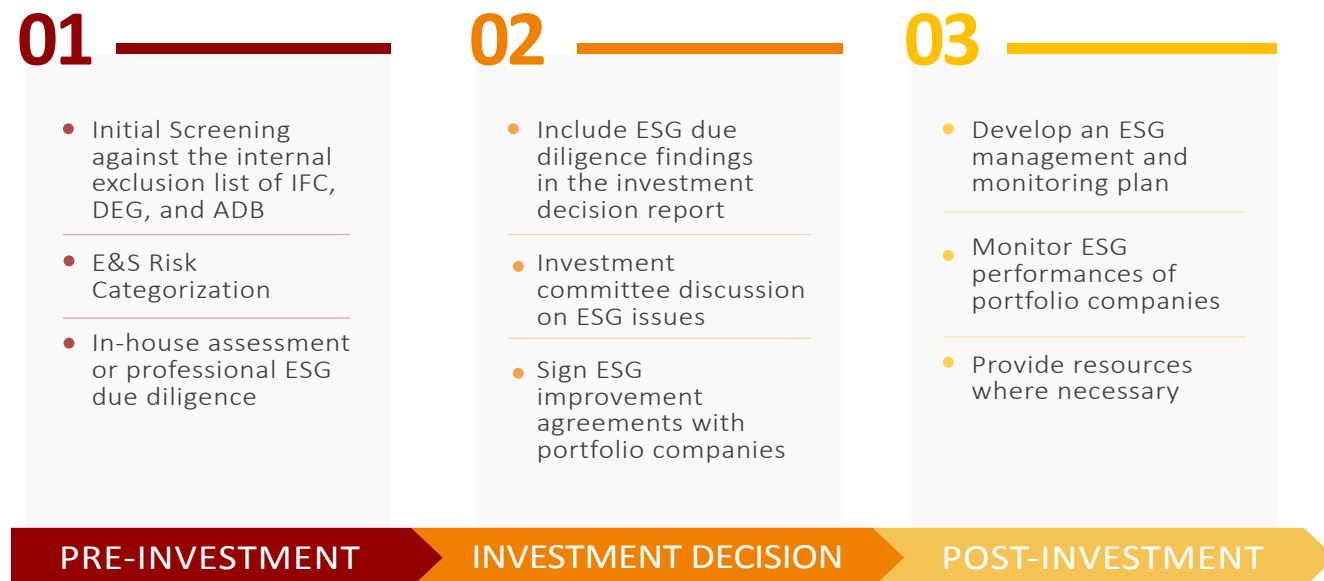 01
Initial Screening
against the internal
exclusion list of IFC,
DEG, and ADB
E&S Risk
Categorization
In-house assessment
or professional ESG
due diligence
PRE-INVESTMENT
02
Include ESG due
diligence findings
in the investment
decision report
Investment
committee discussion
on ESG issues
Sign ESG
improvement
agreements with
portfolio companies
INVESTMENT DECISION
03
Develop an ESG
management and
monitoring plan
Monitor ESG
performances of
portfolio companies
Provide resources
where necessary
POST-INVESTMENT